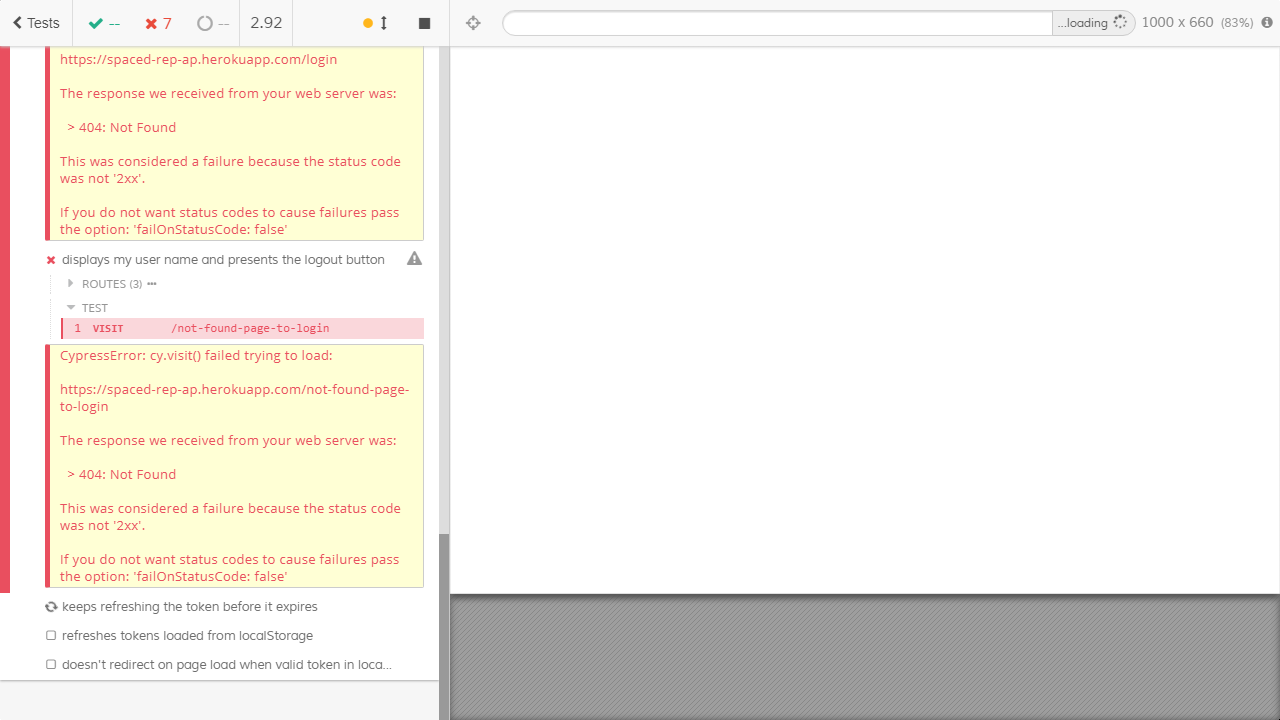 Tests
--
7
--
2.92
...loading
1000 x 660 (83%)
https://spaced-rep-ap.herokuapp.com/login
The response we received from your web server was:
> 404: Not Found
This was considered a failure because the status code
was not '2xx'.
If you do not want status codes to cause failures pass
the option: 'failOnStatusCode: false'
displays my user name and presents the logout button
ROUTES (3)
TEST
1 VISIT /not-found-page-to-login
CypressError: cy.visit() failed trying to load:
https://spaced-rep-ap.herokuapp.com/not-found-page-
to-login
The response we received from your web server was:
> 404: Not Found
This was considered a failure because the status code
was not '2xx'.
If you do not want status codes to cause failures pass
the option: 'failOnStatusCode: false'
keeps refreshing the token before it expires
refreshes tokens loaded from localStorage
doesn't redirect on page load when valid token in loca...